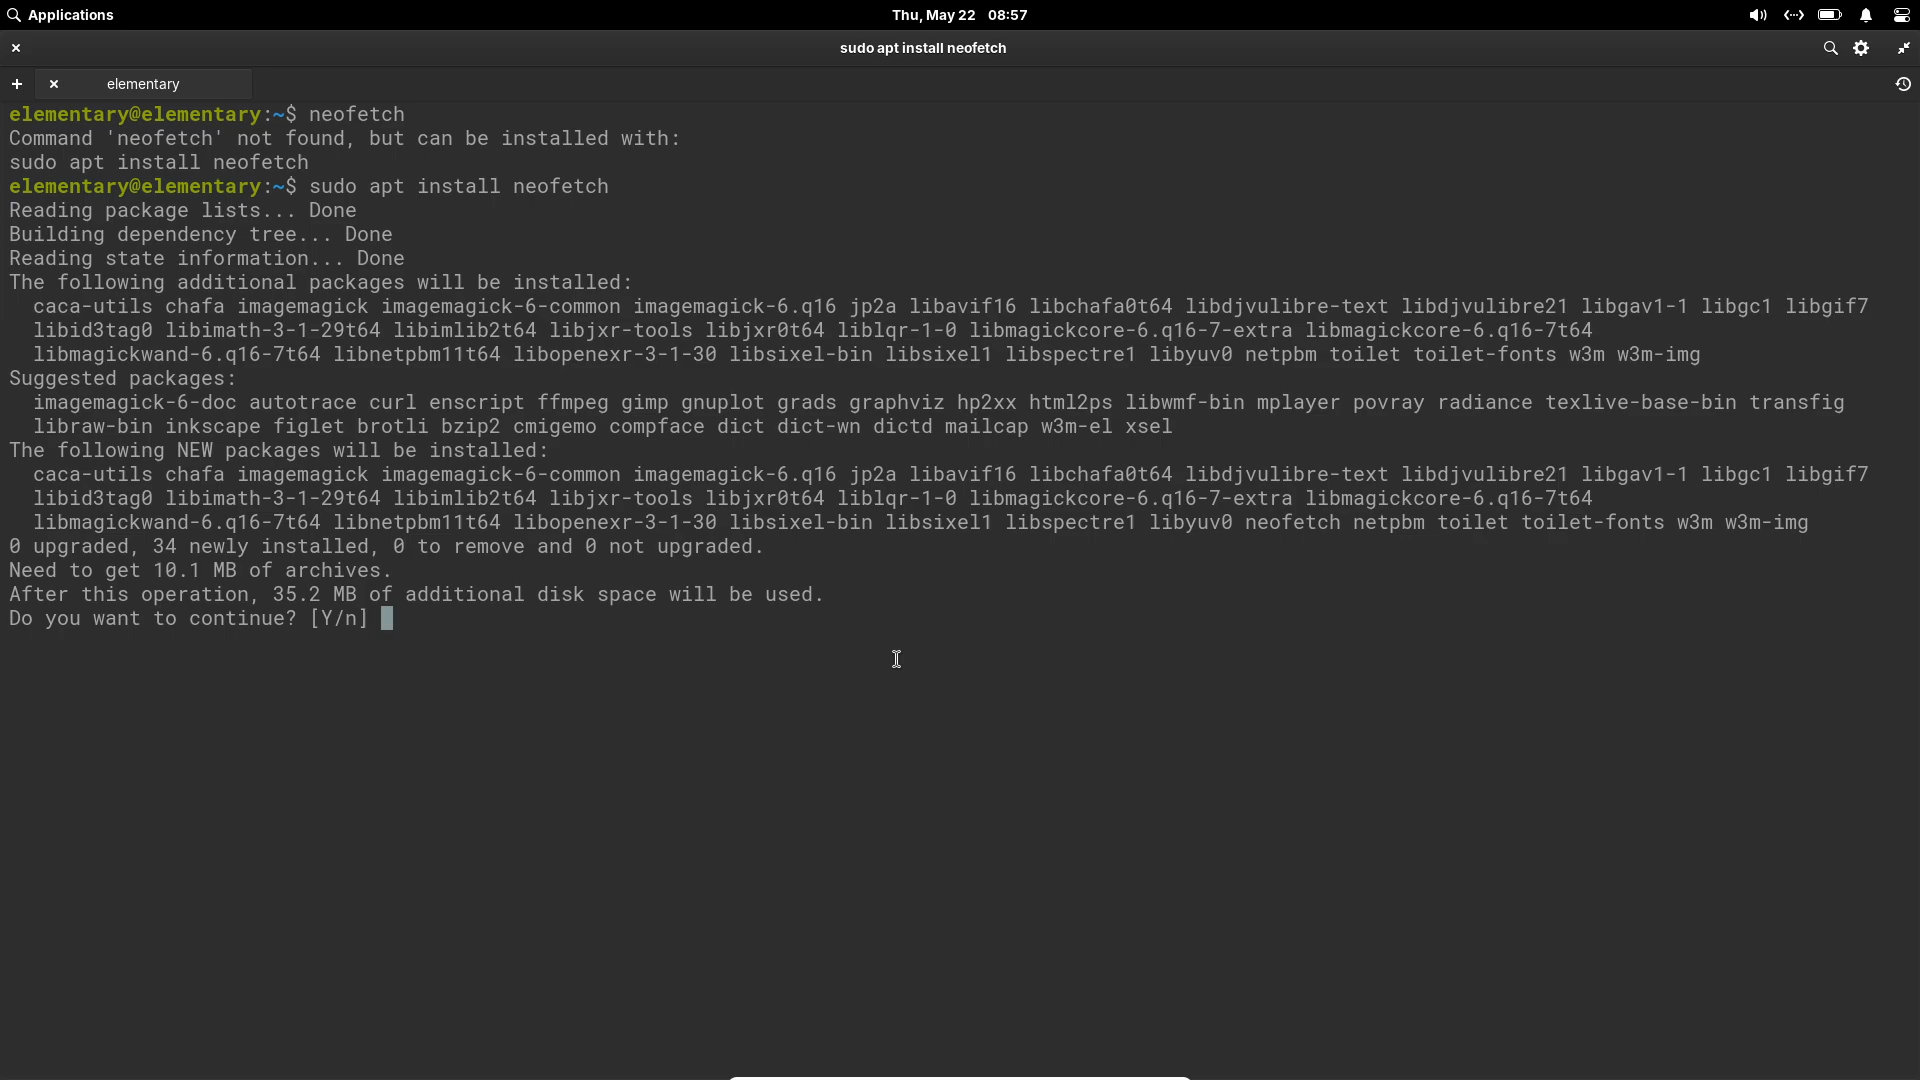 Applications
Thu, May 22 08:57
sudo apt install neofetch
elementary
elementary@elementary:~$ neofetch
Command 'neofetch' not found, but can be installed with:
sudo apt install neofetch
elementary@elementary:~$ sudo apt install neofetch
Reading package lists... Done
Building dependency tree... Done
Reading state information... Done
The following additional packages will be installed:
  caca-utils chafa imagemagick imagemagick-6-common imagemagick-6.q16 jp2a libavif16 libchafa0t64 libdjvulibre-text libdjvulibre21 libgav1-1 libgc1 libgif7
  libid3tag0 libimath-3-1-29t64 libimlib2t64 libjxr-tools libjxr0t64 liblqr-1-0 libmagickcore-6.q16-7-extra libmagickcore-6.q16-7t64
  libmagickwand-6.q16-7t64 libnetpbm11t64 libopenexr-3-1-30 libsixel-bin libsixel1 libspectre1 libyuv0 netpbm toilet toilet-fonts w3m w3m-img
Suggested packages:
  imagemagick-6-doc autotrace curl enscript ffmpeg gimp gnuplot grads graphviz hp2xx html2ps libwmf-bin mplayer povray radiance texlive-base-bin transfig
  libraw-bin inkscape figlet brotli bzip2 cmigemo compface dict dict-wn dictd mailcap w3m-el xsel
The following NEW packages will be installed:
  caca-utils chafa imagemagick imagemagick-6-common imagemagick-6.q16 jp2a libavif16 libchafa0t64 libdjvulibre-text libdjvulibre21 libgav1-1 libgc1 libgif7
  libid3tag0 libimath-3-1-29t64 libimlib2t64 libjxr-tools libjxr0t64 liblqr-1-0 libmagickcore-6.q16-7-extra libmagickcore-6.q16-7t64
  libmagickwand-6.q16-7t64 libnetpbm11t64 libopenexr-3-1-30 libsixel-bin libsixel1 libspectre1 libyuv0 neofetch netpbm toilet toilet-fonts w3m w3m-img
0 upgraded, 34 newly installed, 0 to remove and 0 not upgraded.
Need to get 10.1 MB of archives.
After this operation, 35.2 MB of additional disk space will be used.
Do you want to continue? [Y/n]